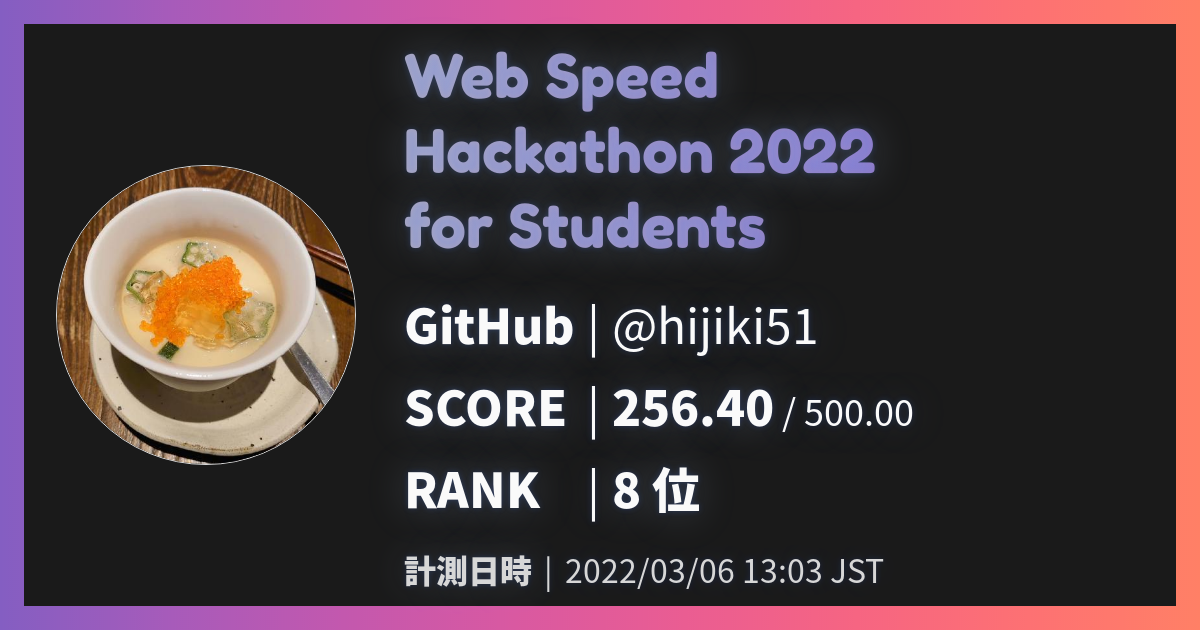 Web Speed
Hackathon 2022
for Students
GitHub | @hijiki51
SCORE | 256.40 / 500.00
RANK | 8 位
計測日時 | 2022/03/06 13:03 JST